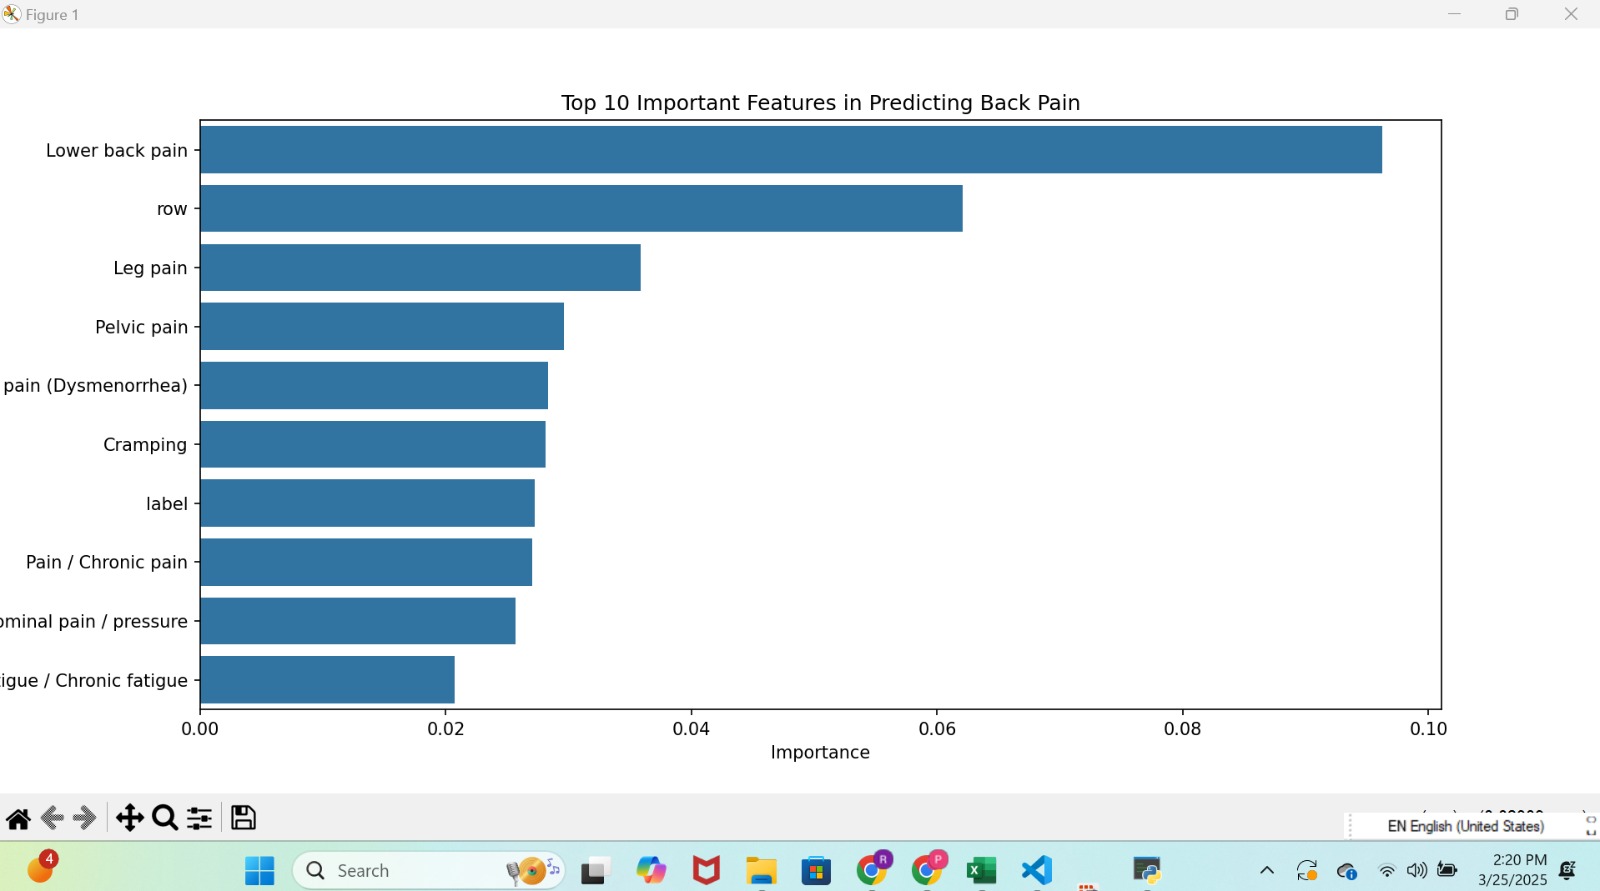 Figure 1
Top 10 Important Features in Predicting Back Pain
Lower back pain
row
Leg pain
Pelvic pain
pain (Dysmenorrhea)
Cramping
label
Pain / Chronic pain
ominal pain / pressure
igue / Chronic fatigue
0.00 0.02 0.04 0.06 0.08 0.10
Importance
EN English (United States)
4
Search
R
P
2:20 PM
3/25/2025